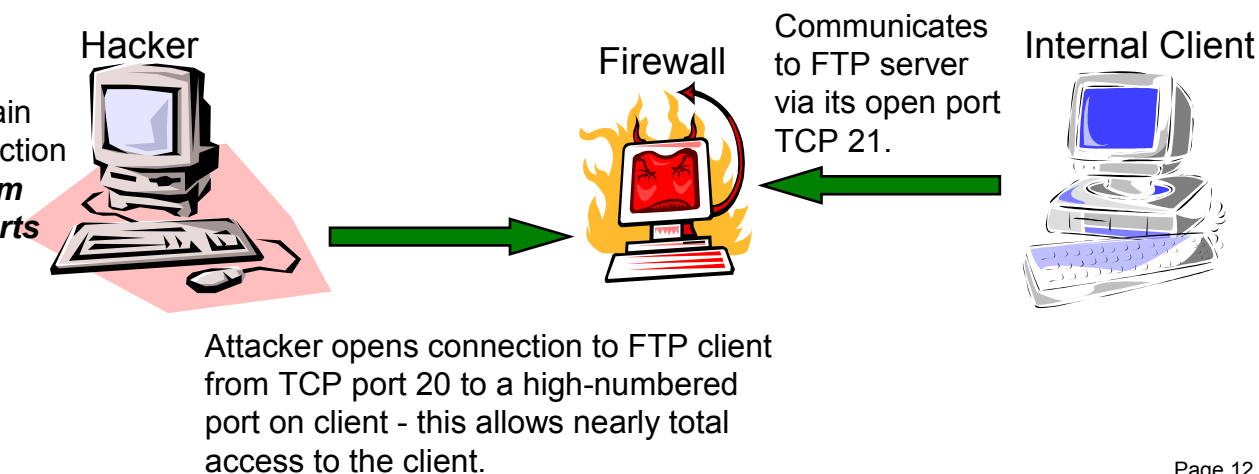 Hacker
ain
ction
m
rts
Firewall
Communicates
to FTP server
via its open port
TCP 21.
Internal Client
Attacker opens connection to FTP client
from TCP port 20 to a high-numbered
port on client - this allows nearly total
access to the client.
Page 12